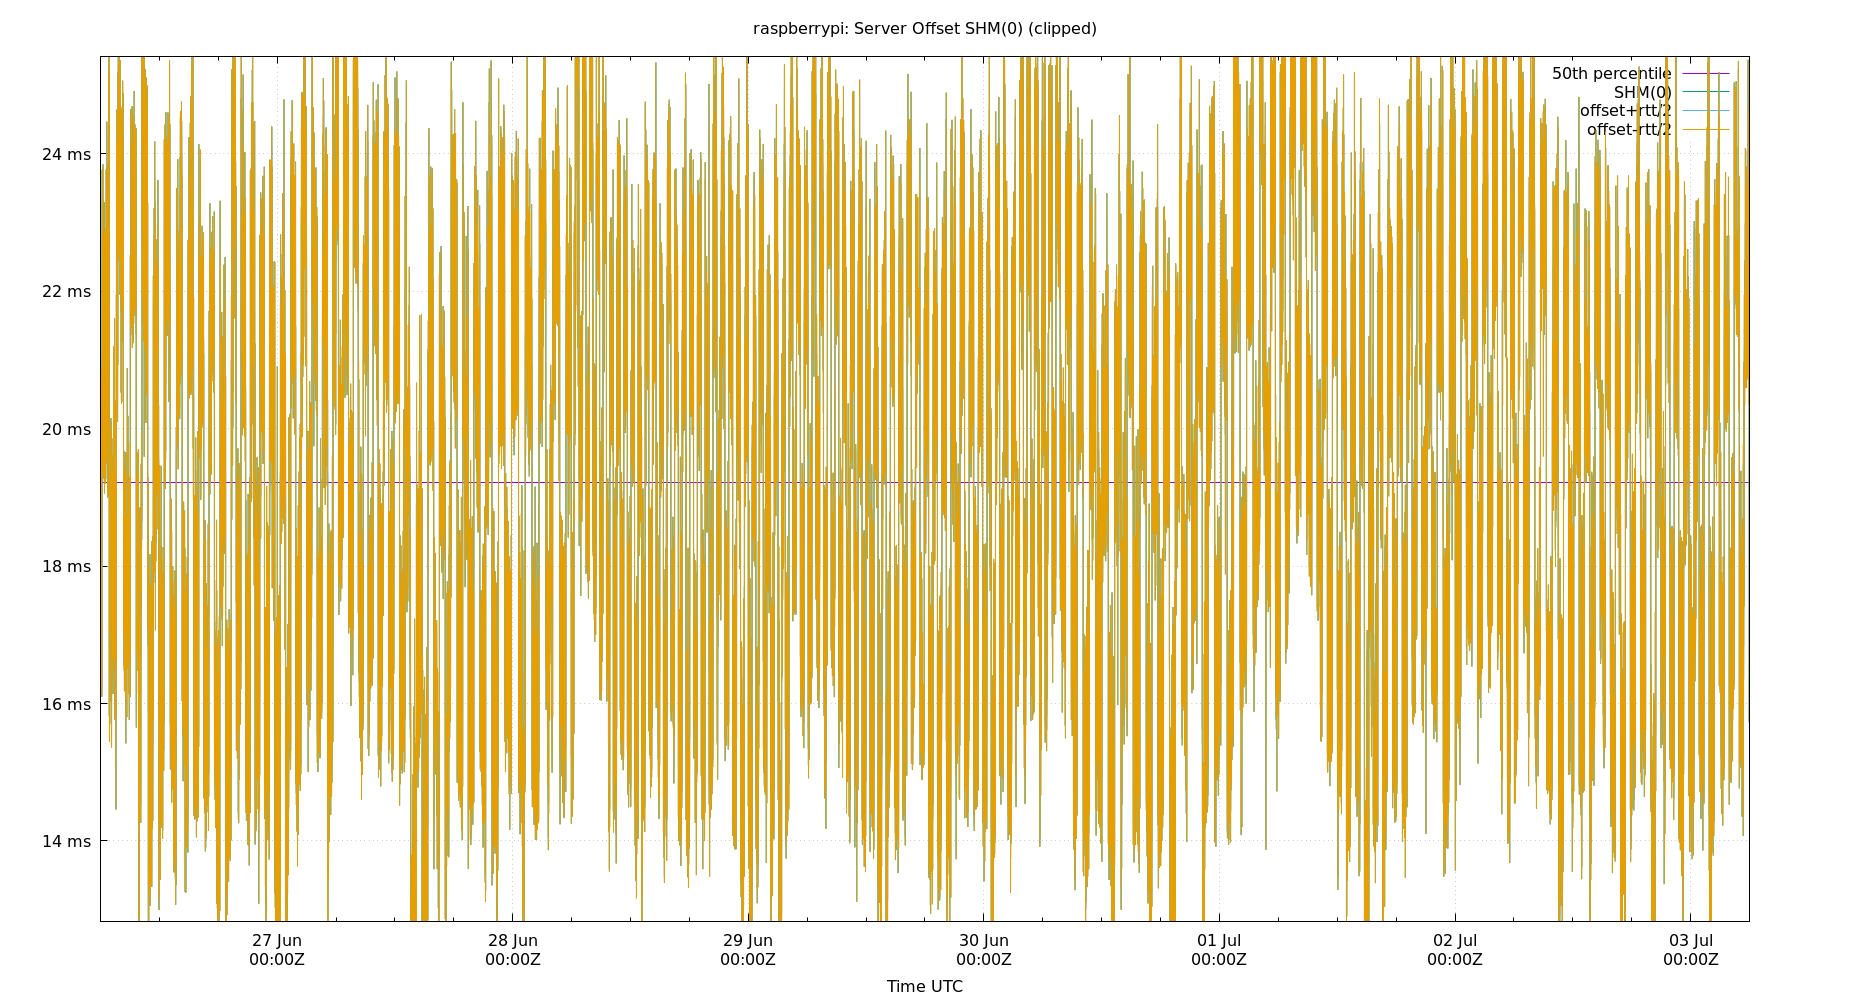 raspberrypi: Server Offset SHM(0) (clipped)
50th percentile
SHM(0)
offset+rtt/2
offset-rtt/2
24 ms
22 ms
20 ms
18 ms
16 ms
14 ms
27 Jun 28 Jun 29 Jun 30 Jun 01 Jul 02 Jul 03 Jul
00:00Z 00:00Z 00:00Z 00:00Z 00:00Z 00:00Z 00:00Z
Time UTC